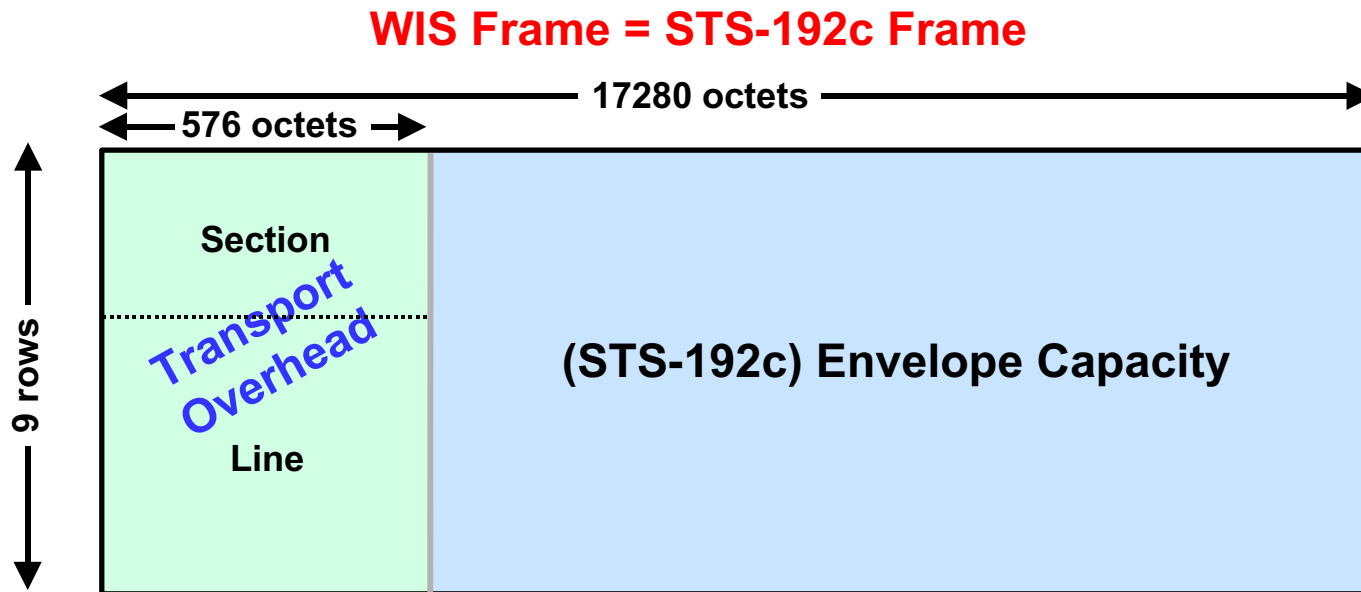 WIS Frame = STS-192c Frame
17280 octets
576 octets
9 rows
Section
Transport
Overhead
Line
(STS-192c) Envelope Capacity